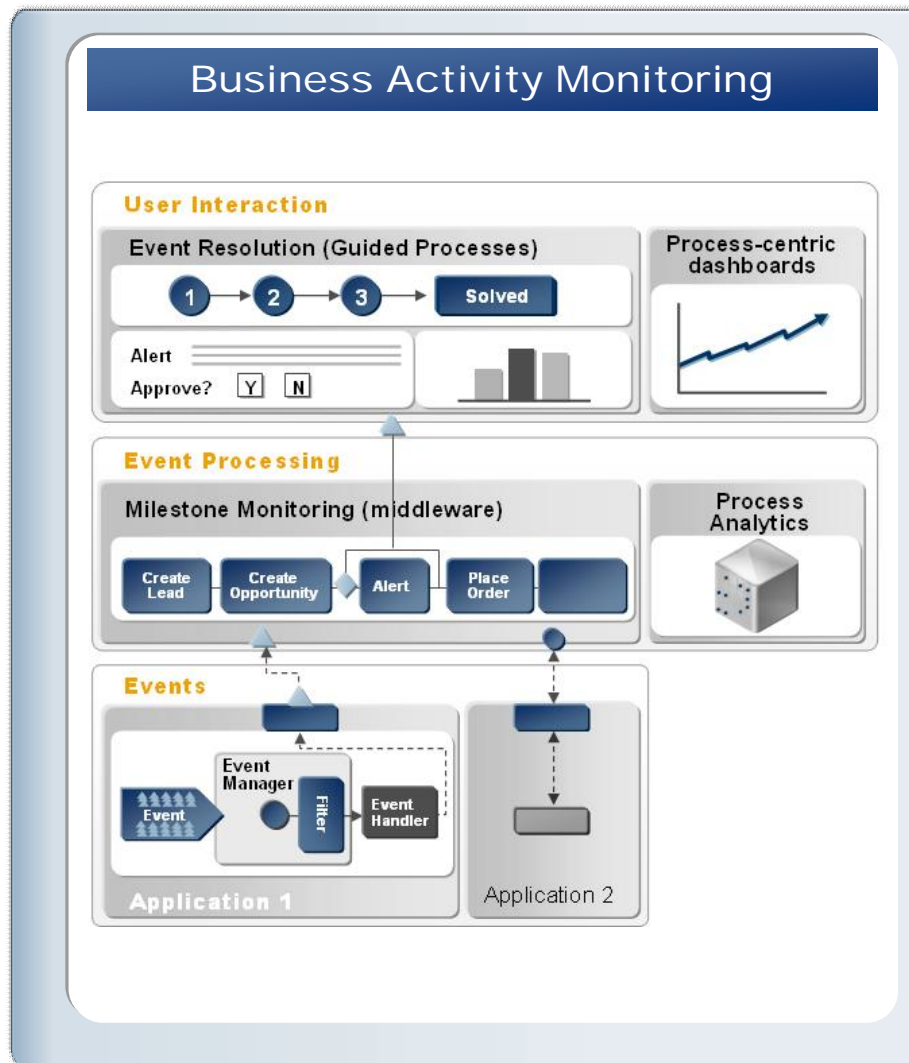 Business Activity Monitoring
User Interaction
Event Resolution (Guided Processes)
1
2
3
Solved
Alert
Approve?
Y
N
Process-centric
dashboards
Event Processing
Milestone Monitoring (middleware)
Create
Lead
Create
Opportunity
Alert
Place
Order
Process
Analytics
Events
Event
Event
Manager
Filter
Event
Handler
Application 1
Application 2